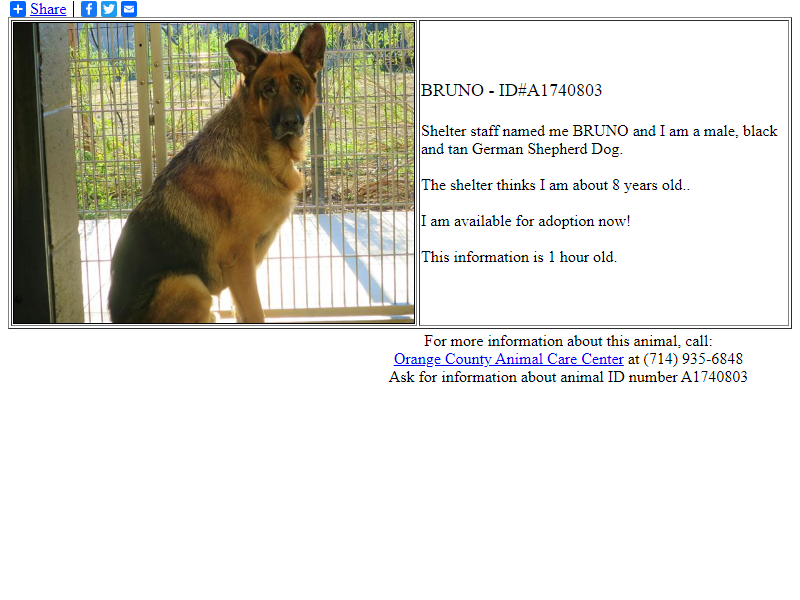 Share
BRUNO - ID#A1740803
Shelter staff named me BRUNO and I am a male, black
and tan German Shepherd Dog.
The shelter thinks I am about 8 years old..
I am available for adoption now!
This information is 1 hour old.
For more information about this animal, call:
Orange County Animal Care Center at (714) 935-6848
Ask for information about animal ID number A1740803